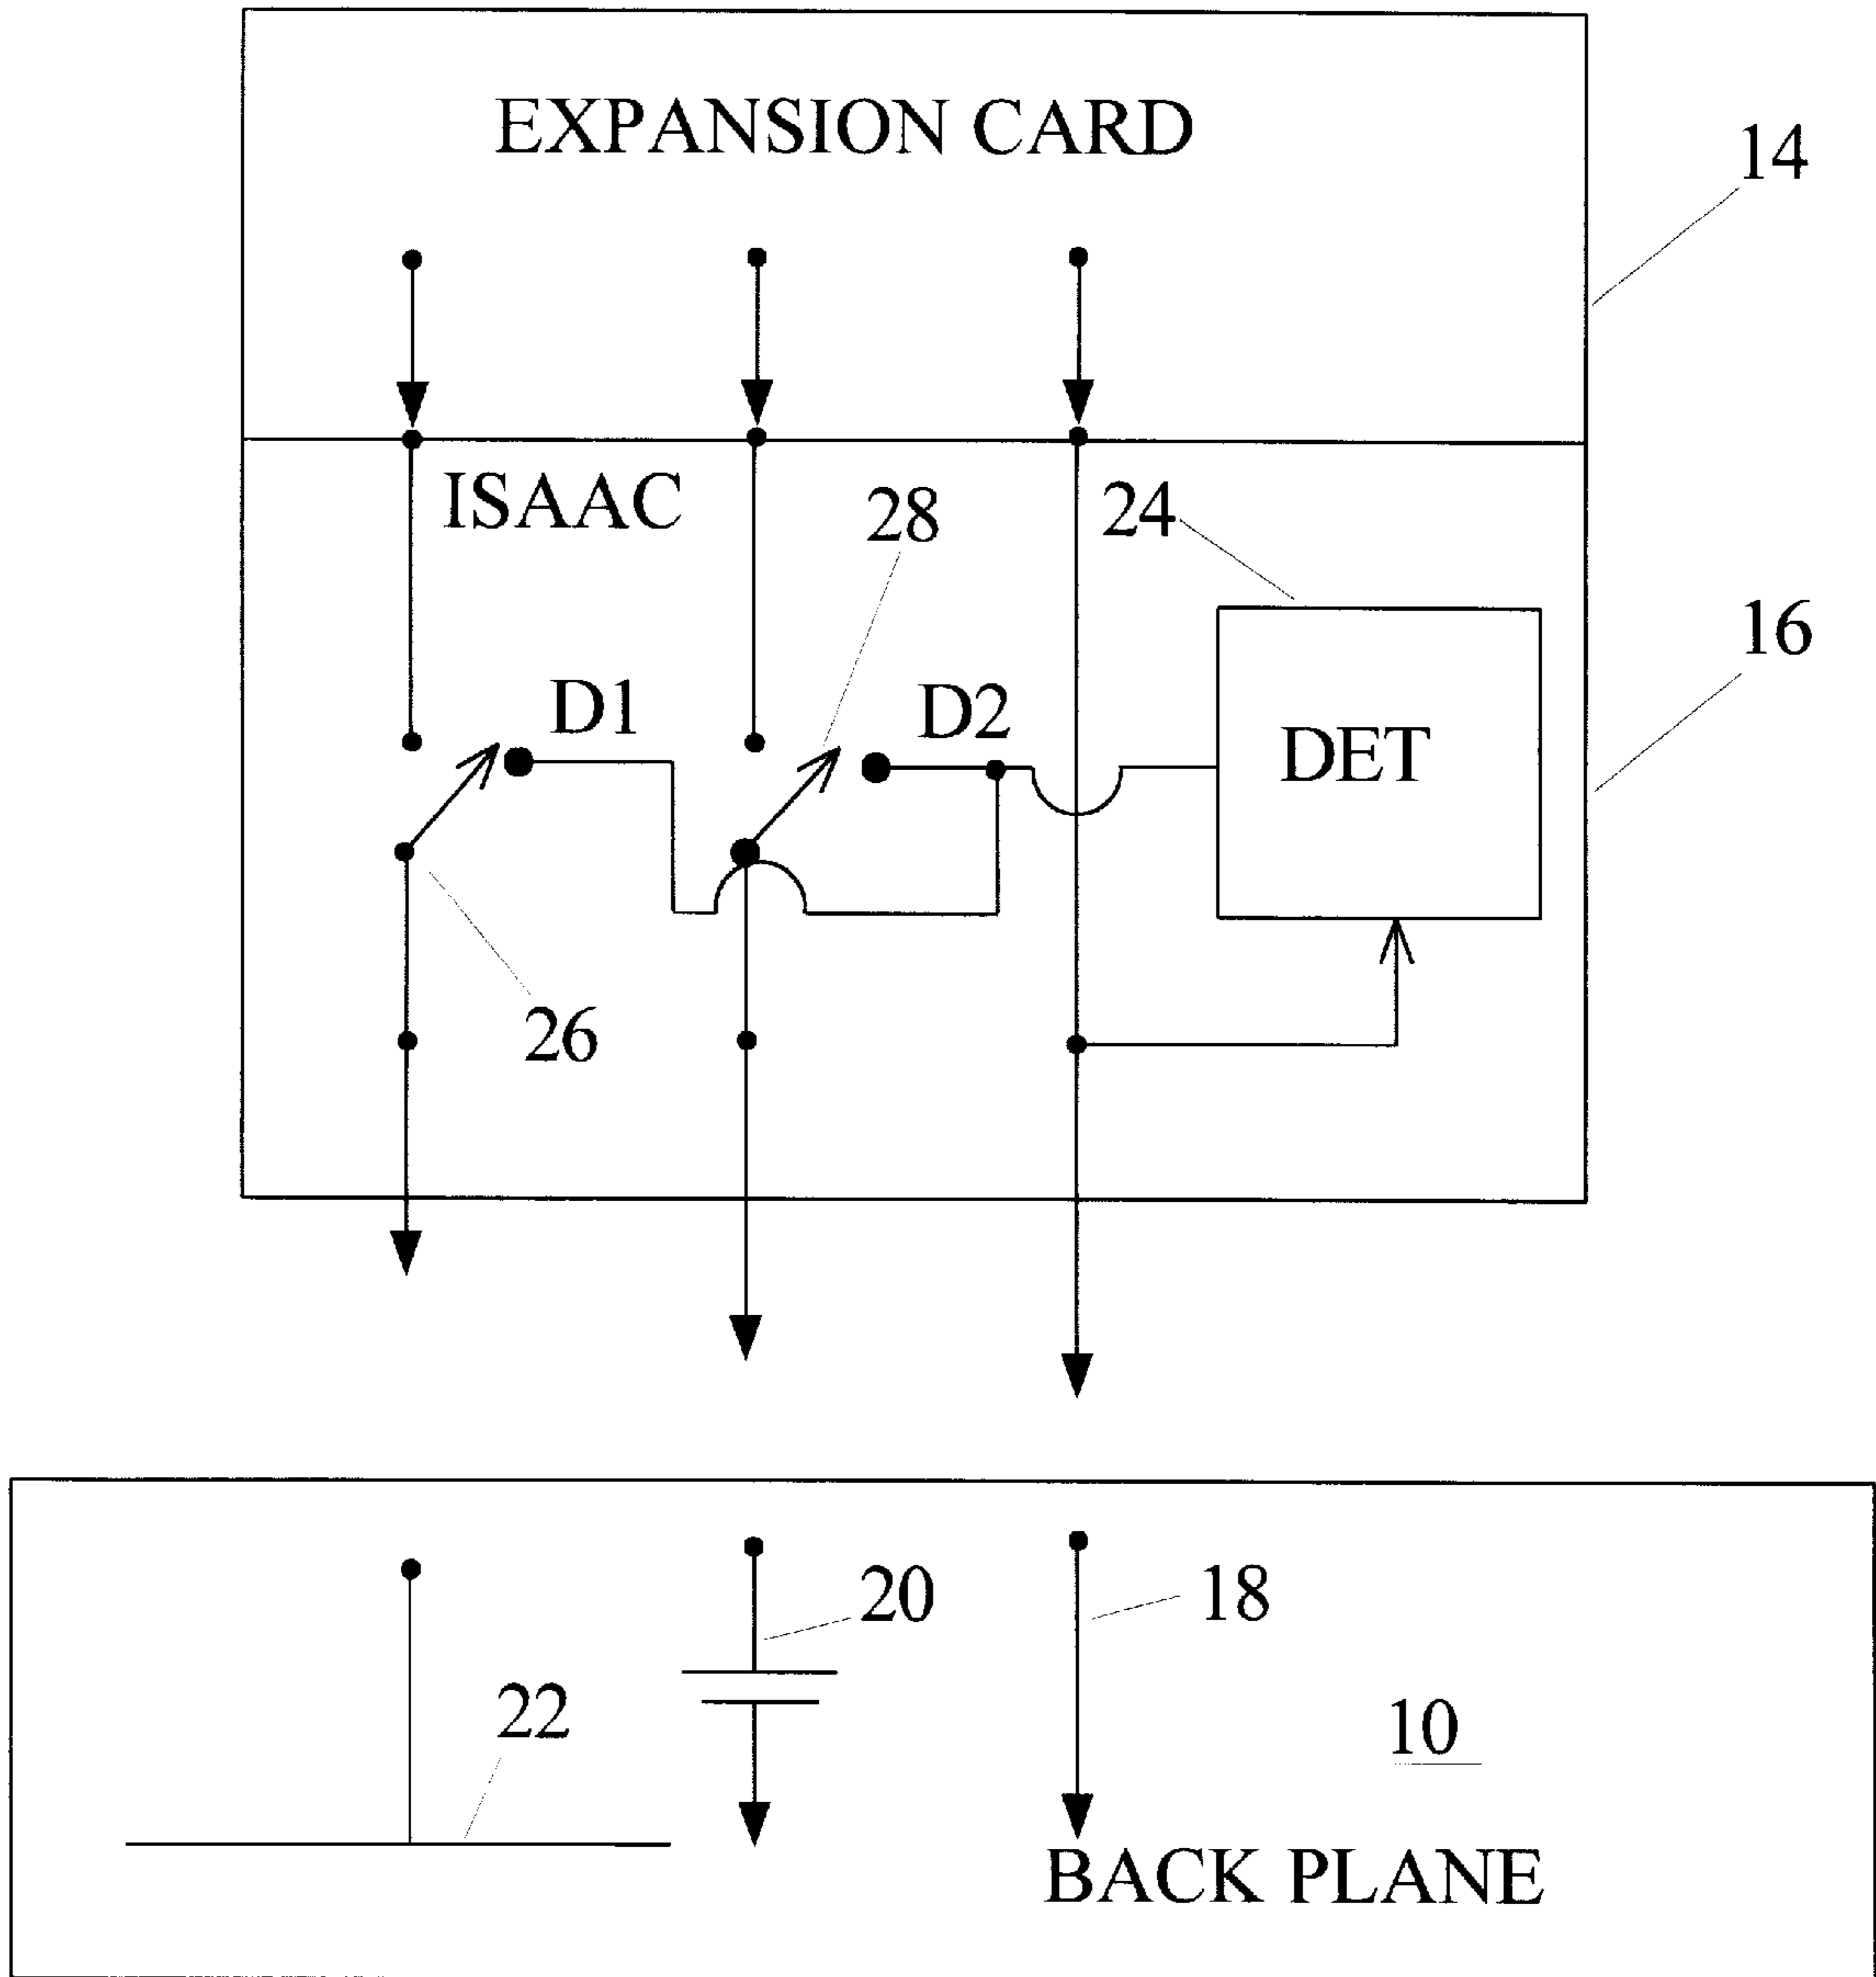 EXPANSION CARD
14
ISAAC
28
24
16
D1
D2
DET
26
20
18
22
10
BACK PLANE